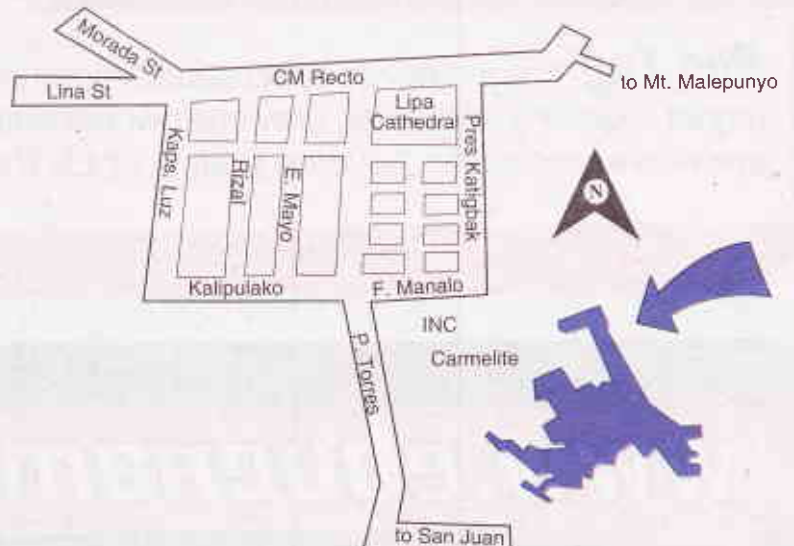 Morada St
CM Recto
to Mt. Malepunyo
Lina St
Lipa
Cathedral
Kaps. Luz
Rizal
E. Mayo
Pres Katigbak
N
Kalipulako
F. Manalo
INC
Carmelite
P. Torres
to San Juan